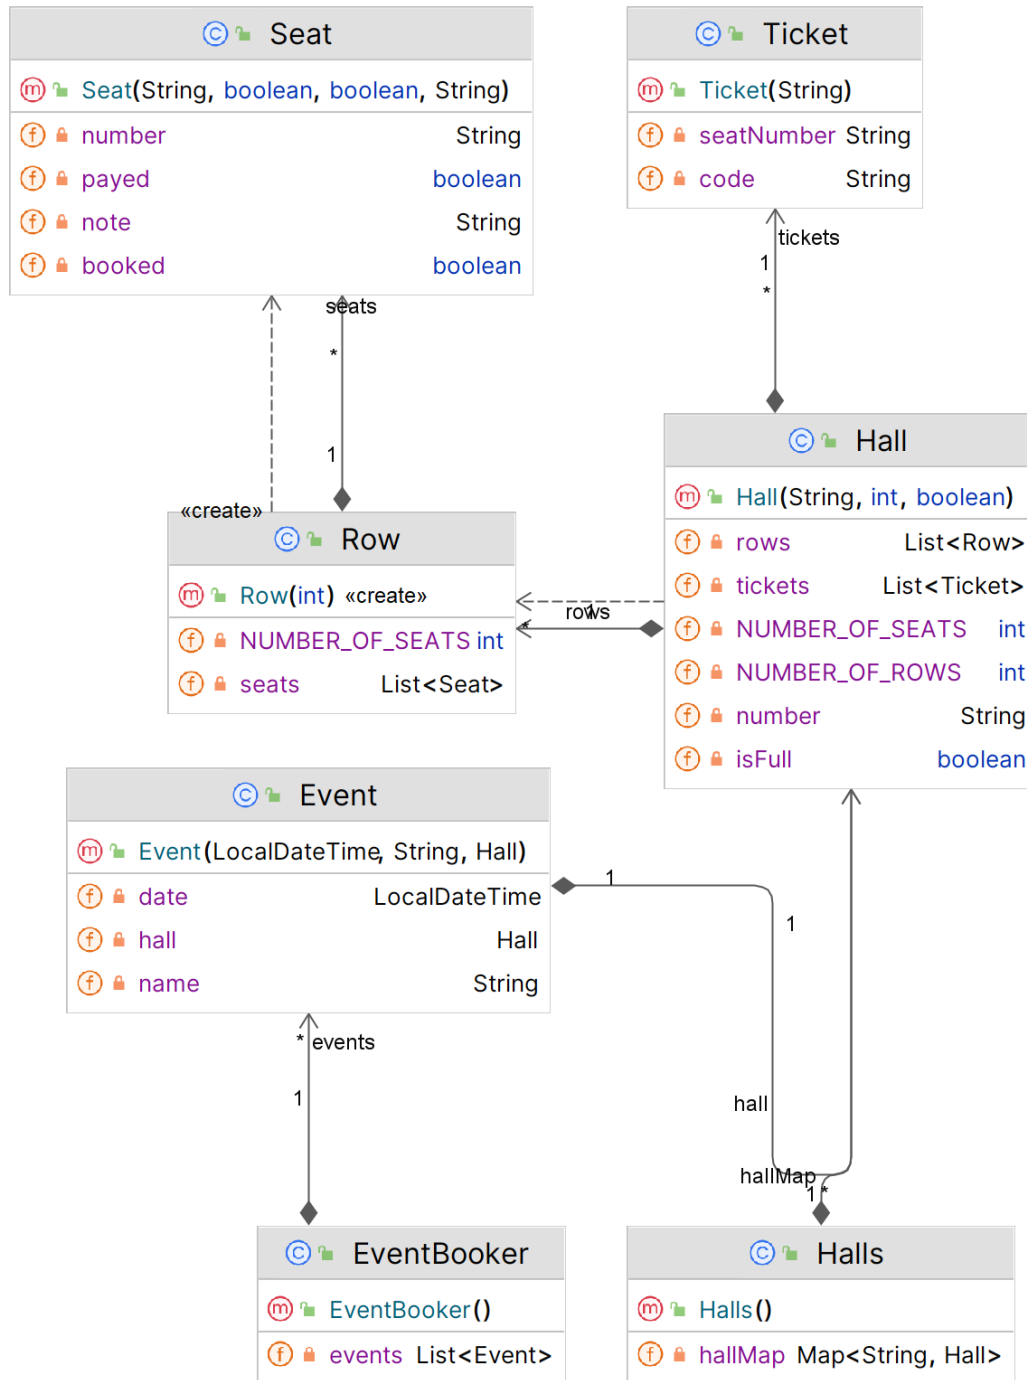 Seat
Seat(String, boolean, boolean, String)
number String
payed boolean
note String
booked boolean
Ticket
Ticket(String)
seatNumber String
code String
tickets
1
*
seats
*
1
«create»
Row
Row(int) «create»
NUMBER_OF_SEATS int
seats List<Seat>
rows
1
*
Hall
Hall(String, int, boolean)
rows List<Row>
tickets List<Ticket>
NUMBER_OF_SEATS int
NUMBER_OF_ROWS int
number String
isFull boolean
Event
Event(LocalDateTime, String, Hall)
date LocalDateTime
hall Hall
name String
1
1
hall
* events
1
hallMap
1 *
EventBooker
EventBooker()
events List<Event>
Halls
Halls()
hallMap Map<String, Hall>